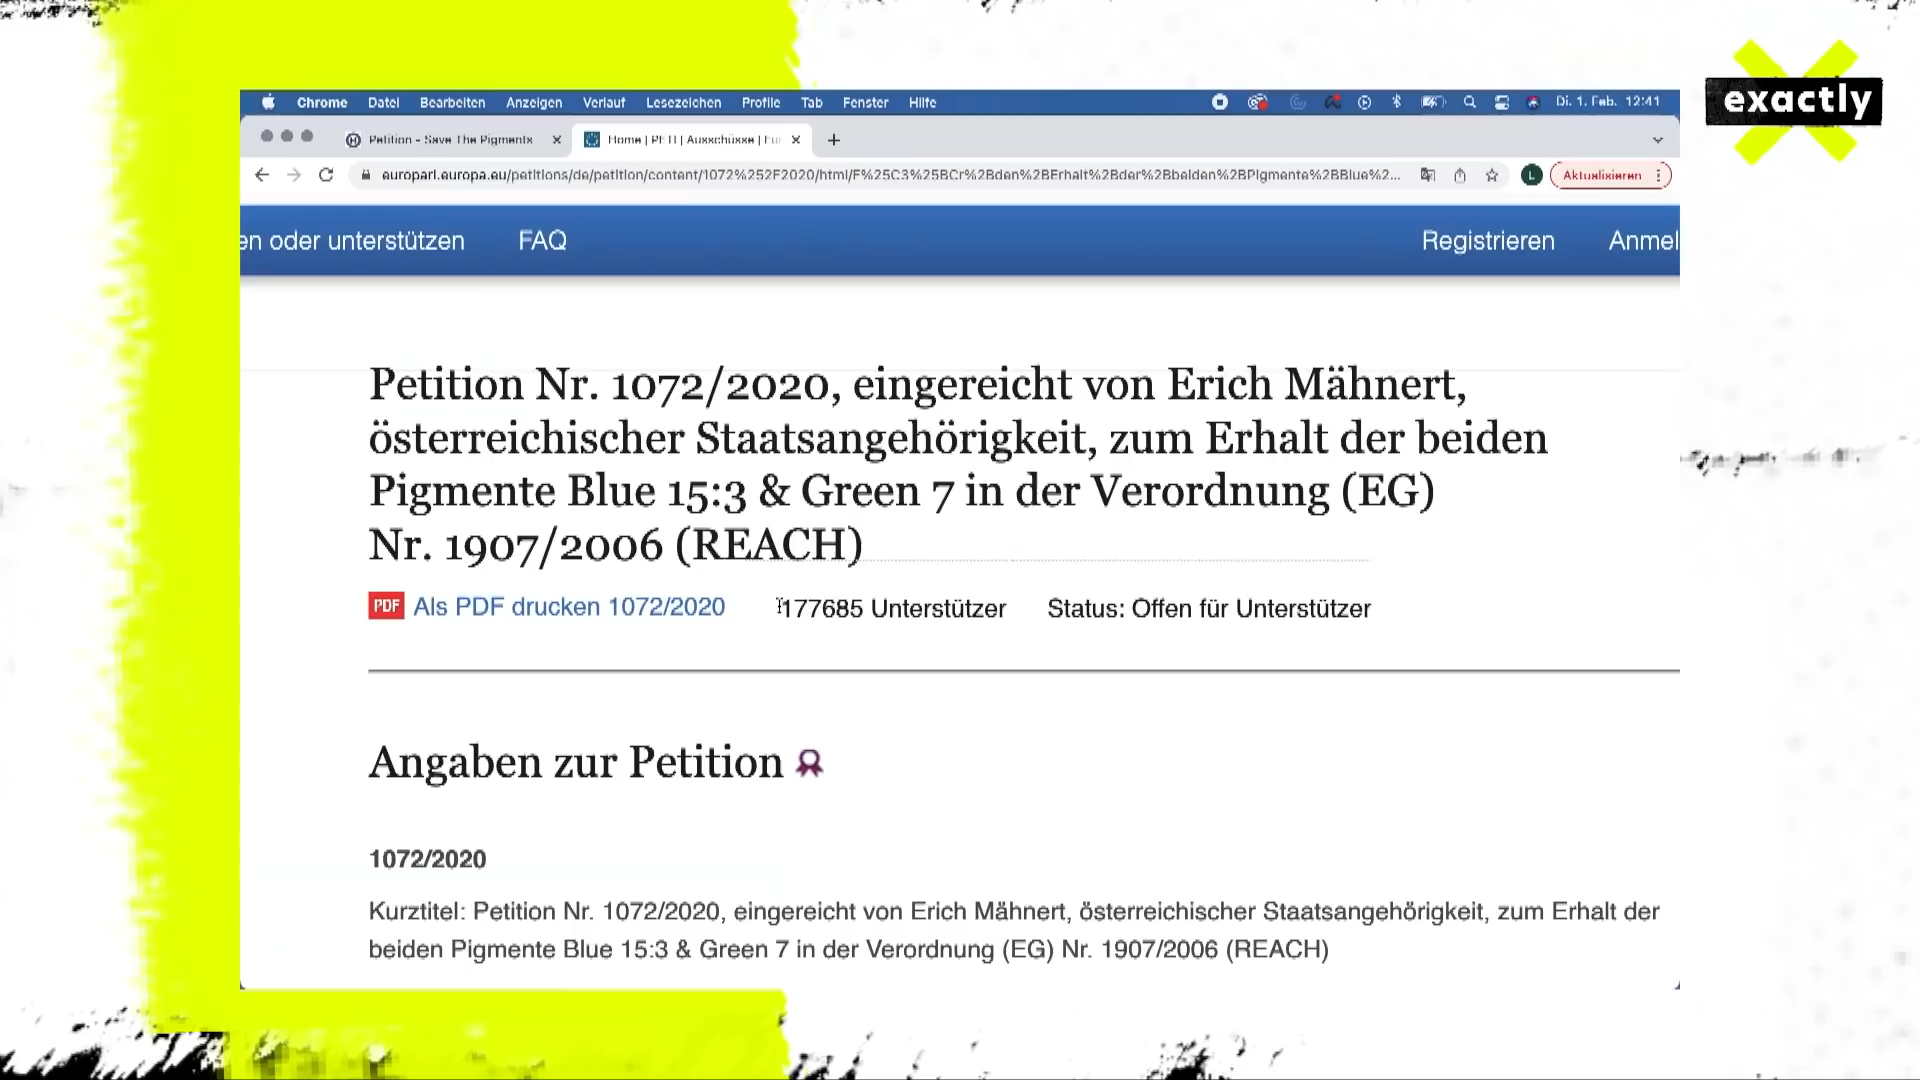 exactly
Chrome Datei Bearbeiten Anzeigen Verlauf Lesezeichen Profile Tab Fenster Hilfe Di. 1. Feb. 12:41
Petition - Save The Pigments Home | PETI | Ausschüsse |
europarl.europa.eu/petitions/de/petition/content/1072%252F2020/html/F%25C3%25BCr%2Bden%2BErhalt%2Bder%2Bbeiden%2BPigmente%2BBlue%2... L Aktualisieren
en oder unterstützen FAQ Registrieren Anmel
Petition Nr. 1072/2020, eingereicht von Erich Mähnert,
österreichischer Staatsangehörigkeit, zum Erhalt der beiden
Pigmente Blue 15:3 & Green 7 in der Verordnung (EG)
Nr. 1907/2006 (REACH)
PDF Als PDF drucken 1072/2020 177685 Unterstützer Status: Offen für Unterstützer
Angaben zur Petition
1072/2020
Kurztitel: Petition Nr. 1072/2020, eingereicht von Erich Mähnert, österreichischer Staatsangehörigkeit, zum Erhalt der
beiden Pigmente Blue 15:3 & Green 7 in der Verordnung (EG) Nr. 1907/2006 (REACH)